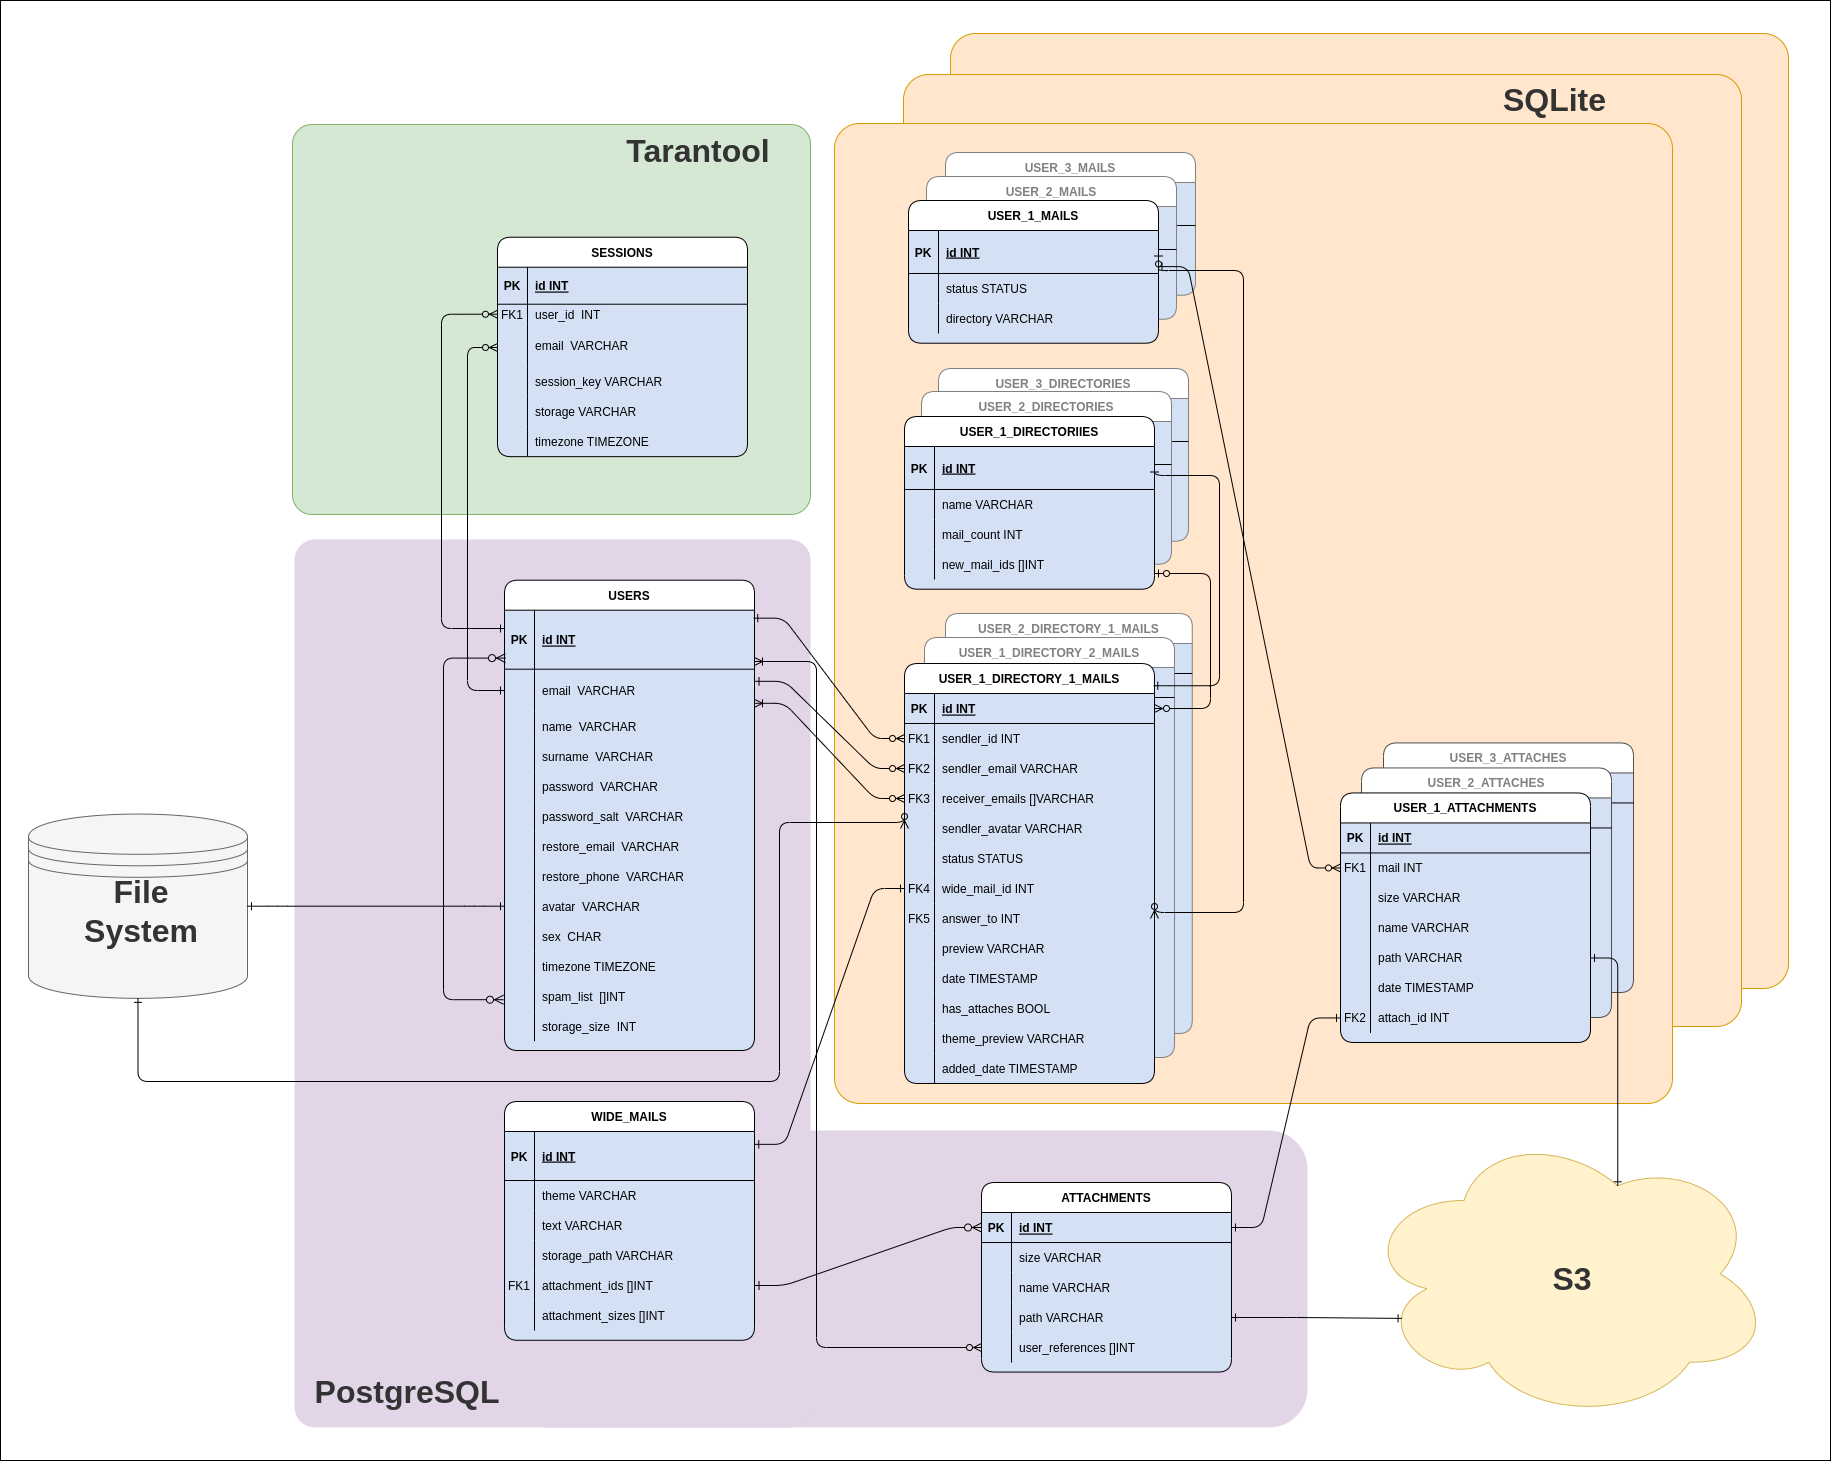 SQLite
Tarantool
SESSIONS
PK id INT
FK1 user_id INT
email VARCHAR
session_key VARCHAR
storage VARCHAR
timezone TIMEZONE
USER_3_MAILS
USER_2_MAILS
USER_1_MAILS
PK id INT
status STATUS
directory VARCHAR
USER_3_DIRECTORIES
USER_2_DIRECTORIES
USER_1_DIRECTORIIES
PK id INT
name VARCHAR
mail_count INT
new_mail_ids []INT
USERS
PK id INT
email VARCHAR
name VARCHAR
surname VARCHAR
password VARCHAR
password_salt VARCHAR
restore_email VARCHAR
restore_phone VARCHAR
avatar VARCHAR
sex CHAR
timezone TIMEZONE
spam_list []INT
storage_size INT
USER_2_DIRECTORY_1_MAILS
USER_1_DIRECTORY_2_MAILS
USER_1_DIRECTORY_1_MAILS
PK id INT
FK1 sendler_id INT
FK2 sendler_email VARCHAR
FK3 receiver_emails []VARCHAR
sendler_avatar VARCHAR
status STATUS
FK4 wide_mail_id INT
FK5 answer_to INT
preview VARCHAR
date TIMESTAMP
has_attaches BOOL
theme_preview VARCHAR
added_date TIMESTAMP
USER_3_ATTACHES
USER_2_ATTACHES
USER_1_ATTACHMENTS
PK id INT
FK1 mail INT
size VARCHAR
name VARCHAR
path VARCHAR
date TIMESTAMP
FK2 attach_id INT
File
System
WIDE_MAILS
PK id INT
theme VARCHAR
text VARCHAR
storage_path VARCHAR
FK1 attachment_ids []INT
attachment_sizes []INT
ATTACHMENTS
PK id INT
size VARCHAR
name VARCHAR
path VARCHAR
user_references []INT
S3
PostgreSQL